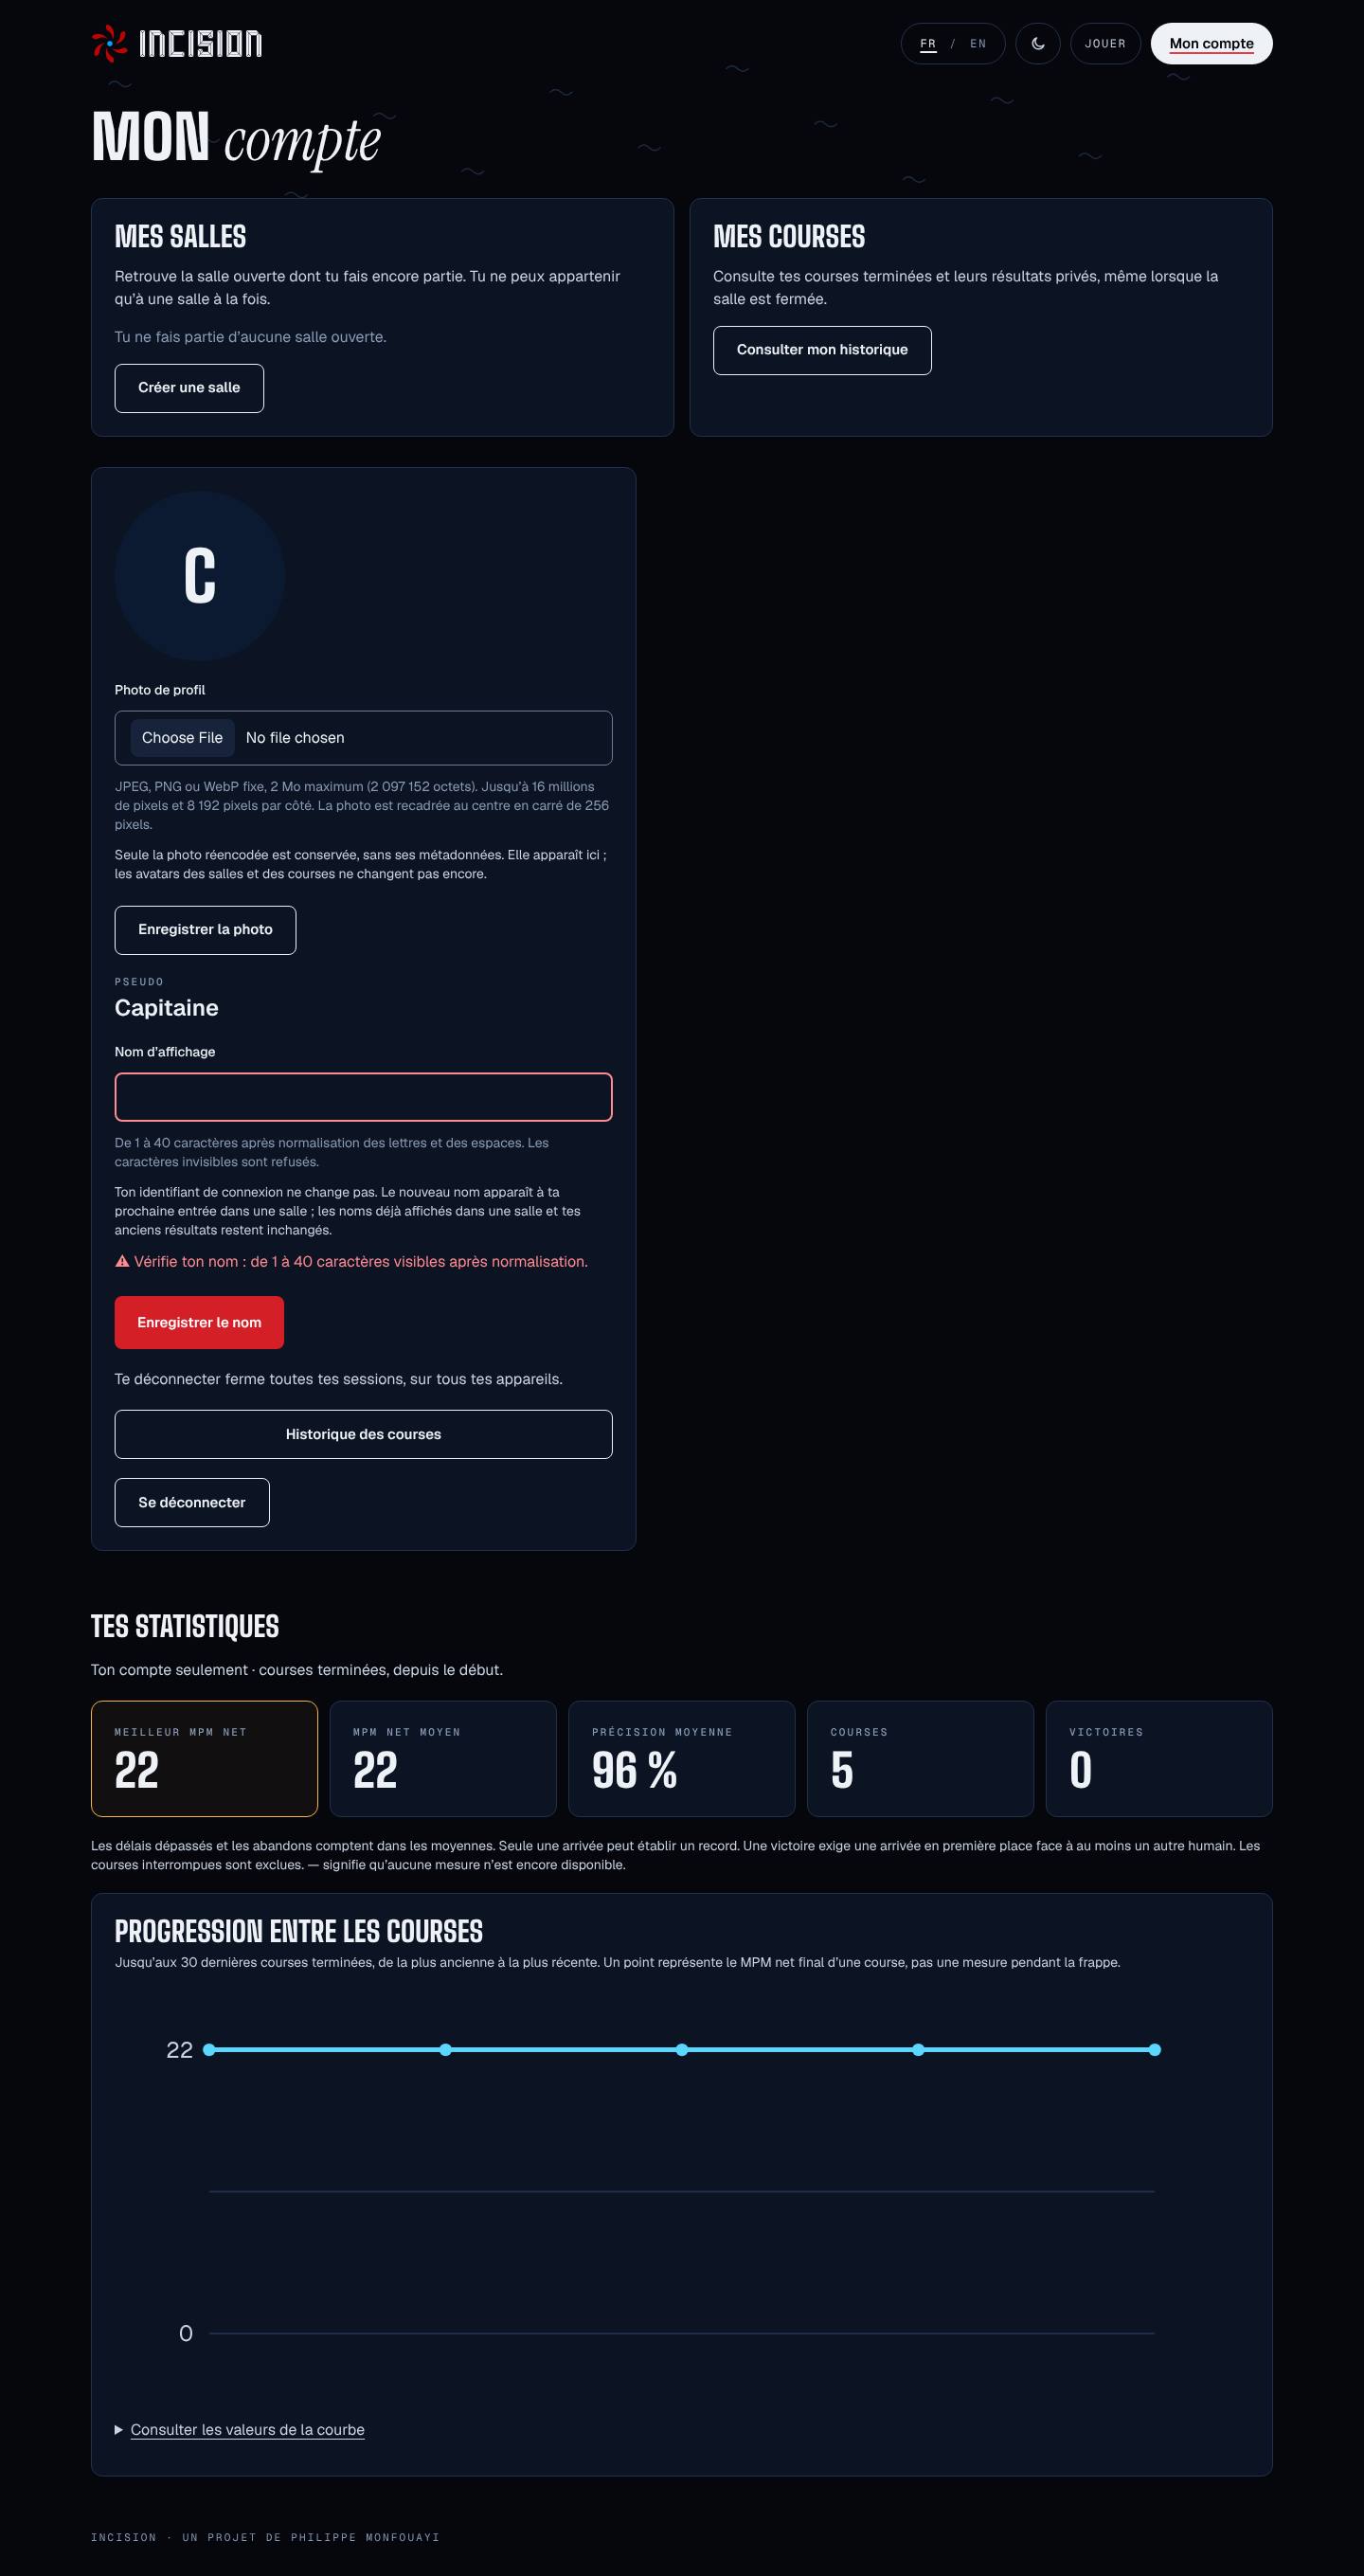 INCISION
FR / EN
JOUER
Mon compte
MON compte
MES SALLES
Retrouve la salle ouverte dont tu fais encore partie. Tu ne peux appartenir
qu'à une salle à la fois.
Tu ne fais partie d'aucune salle ouverte.
Créer une salle
MES COURSES
Consulte tes courses terminées et leurs résultats privés, même lorsque la
salle est fermée.
Consulter mon historique
C
Photo de profil
Choose File No file chosen
JPEG, PNG ou WebP fixe, 2 Mo maximum (2 097 152 octets). Jusqu'à 16 millions
de pixels et 8 192 pixels par côté. La photo est recadrée au centre en carré de 256
pixels.
Seule la photo réencodée est conservée, sans ses métadonnées. Elle apparaît ici ;
les avatars des salles et des courses ne changent pas encore.
Enregistrer la photo
PSEUDO
Capitaine
Nom d'affichage
De 1 à 40 caractères après normalisation des lettres et des espaces. Les
caractères invisibles sont refusés.
Ton identifiant de connexion ne change pas. Le nouveau nom apparaît à ta
prochaine entrée dans une salle ; les noms déjà affichés dans une salle et tes
anciens résultats restent inchangés.
Vérifie ton nom : de 1 à 40 caractères visibles après normalisation.
Enregistrer le nom
Te déconnecter ferme toutes tes sessions, sur tous tes appareils.
Historique des courses
Se déconnecter
TES STATISTIQUES
Ton compte seulement · courses terminées, depuis le début.
MEILLEUR MPM NET
22
MPM NET MOYEN
22
PRÉCISION MOYENNE
96 %
COURSES
5
VICTOIRES
0
Les délais dépassés et les abandons comptent dans les moyennes. Seule une arrivée peut établir un record. Une victoire exige une arrivée en première place face à au moins un autre humain. Les
courses interrompues sont exclues. — signifie qu'aucune mesure n'est encore disponible.
PROGRESSION ENTRE LES COURSES
Jusqu'aux 30 dernières courses terminées, de la plus ancienne à la plus récente. Un point représente le MPM net final d'une course, pas une mesure pendant la frappe.
22
0
Consulter les valeurs de la courbe
INCISION · UN PROJET DE PHILIPPE MONFOUAYI